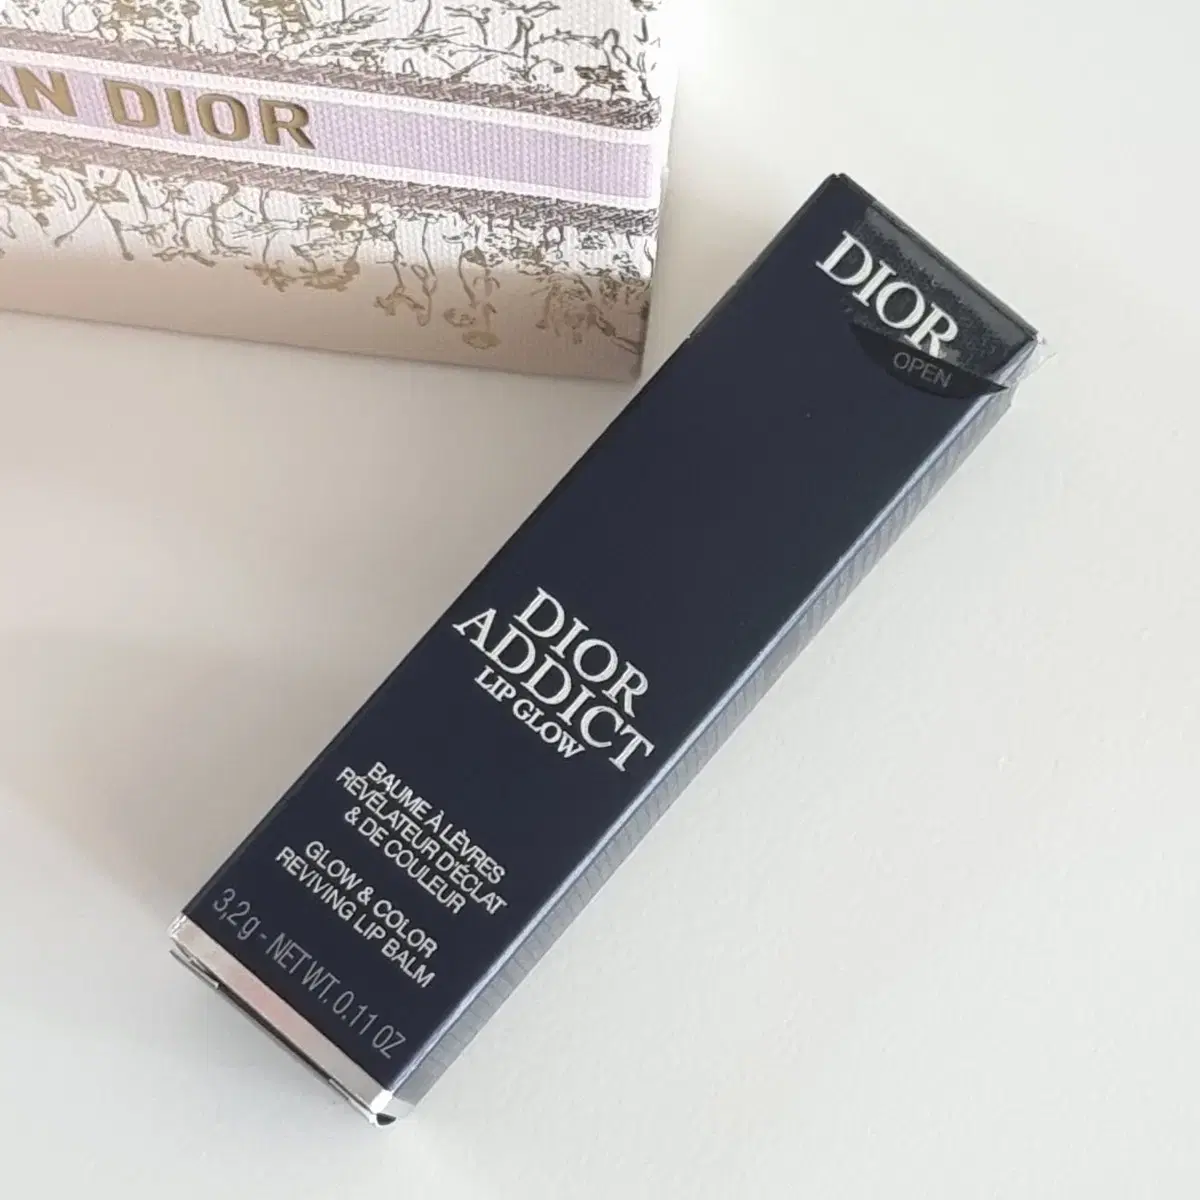 AN DIOR
DIOR
OPEN
DIOR
ADDICT
LIP GLOW
BAUME À LÈVRES
RÉVÉLATEUR D'ÉCLAT
& DE COULEUR
GLOW & COLOR
REVIVING LIP BALM
3,2 g - NET WT. 0.11 OZ